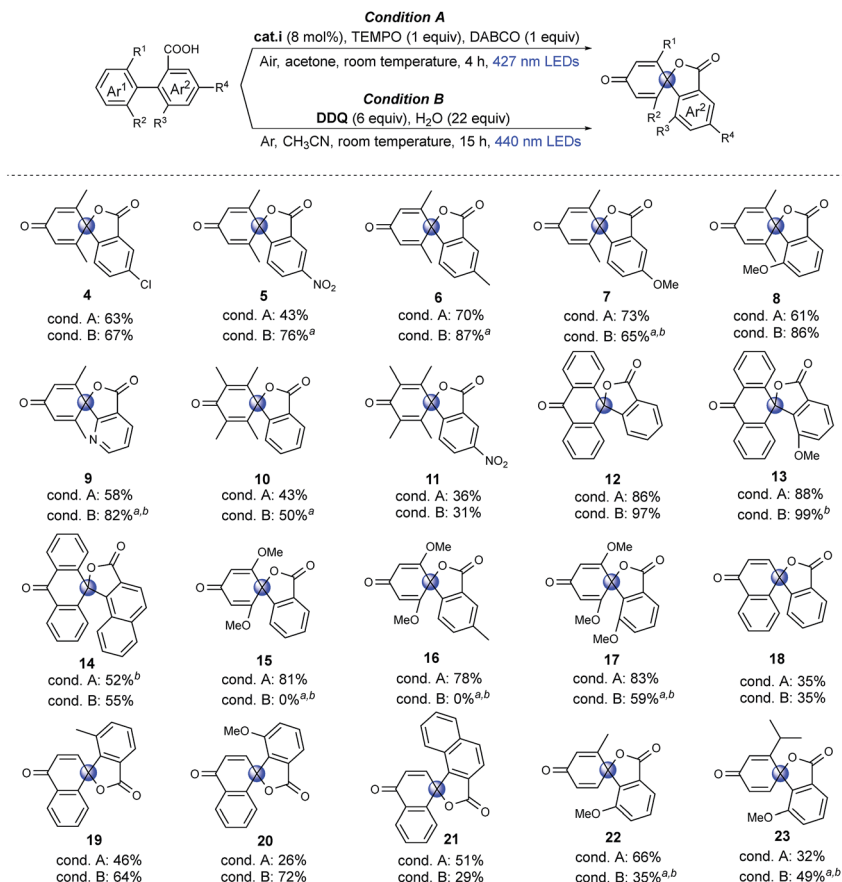 Condition A
cat.i (8 mol%), TEMPO (1 equiv), DABCO (1 equiv)
Air, acetone, room temperature, 4 h, 427 nm LEDs
Condition B
DDQ (6 equiv), H2O (22 equiv)
Ar, CH3CN, room temperature, 15 h, 440 nm LEDs
R1 COOH Ar1 Ar2 R4 R2 R3
R1 O O O Ar2 R2 R3 R4
O O O Cl
O O O NO2
O O O
O O O OMe
O O O MeO
4 5 6 7 8
cond. A: 63% cond. A: 43% cond. A: 70% cond. A: 73% cond. A: 61%
cond. B: 67% cond. B: 76%a cond. B: 87%a cond. B: 65%a,b cond. B: 86%
O O O N
O O O
O O O NO2
O O O
O O O OMe
9 10 11 12 13
cond. A: 58% cond. A: 43% cond. A: 36% cond. A: 86% cond. A: 88%
cond. B: 82%a,b cond. B: 50%a cond. B: 31% cond. B: 97% cond. B: 99%b
O O O
OMe O O O MeO
OMe O O O MeO
OMe O O O MeO MeO
O O O
14 15 16 17 18
cond. A: 52%b cond. A: 81% cond. A: 78% cond. A: 83% cond. A: 35%
cond. B: 55% cond. B: 0%a,b cond. B: 0%a,b cond. B: 59%a,b cond. B: 35%
O O O
MeO O O O
O O O
O O O MeO
O O O MeO
19 20 21 22 23
cond. A: 46% cond. A: 26% cond. A: 51% cond. A: 66% cond. A: 32%
cond. B: 64% cond. B: 72% cond. B: 29% cond. B: 35%a,b cond. B: 49%a,b